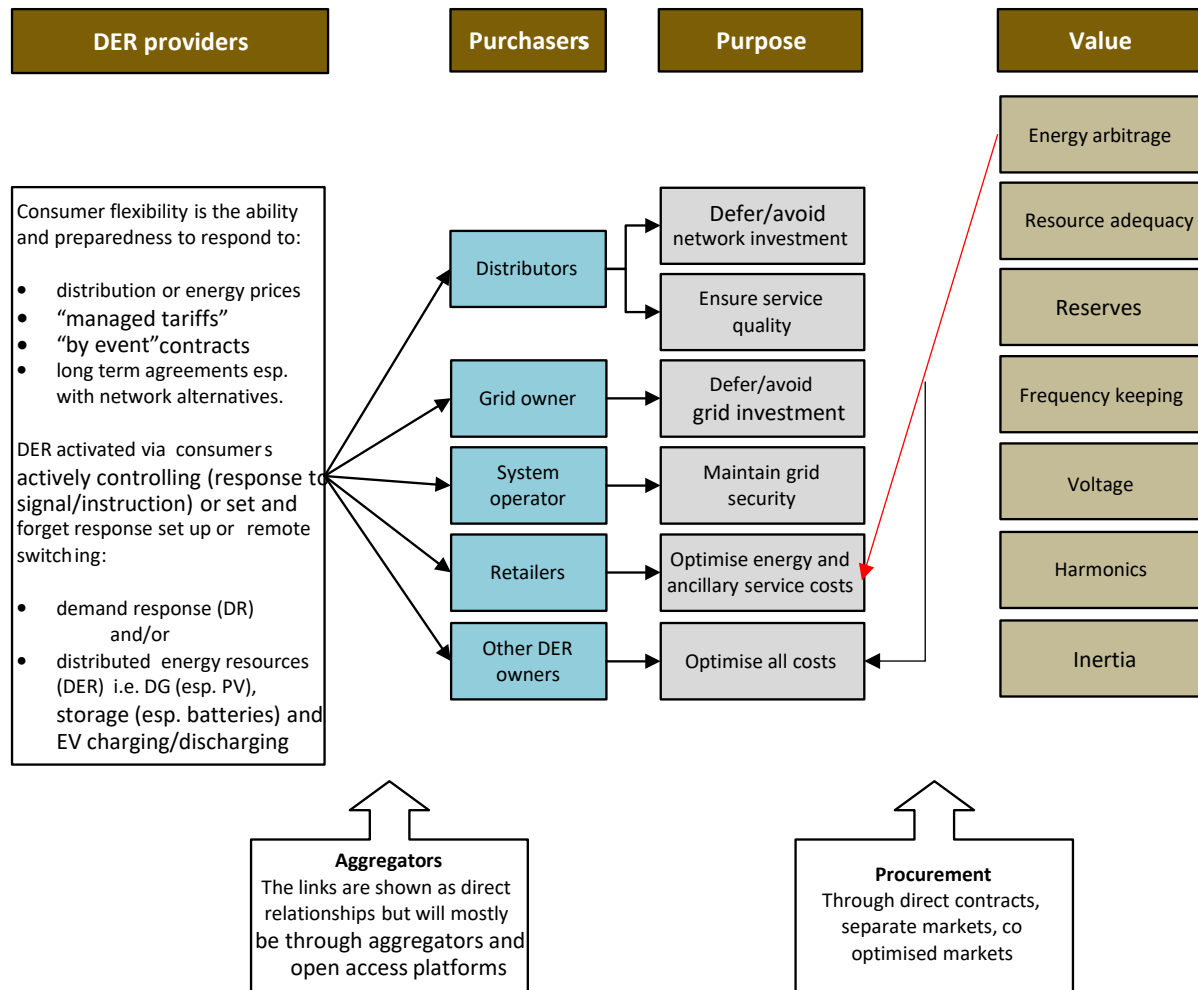 DER providers
Purchasers
Purpose
Value
Consumer flexibility is the ability
and preparedness to respond to:
• distribution or energy prices
• “managed tariffs”
• “by event” contracts
• long term agreements esp.
with network alternatives.
DER activated via consumers
actively controlling (response to
signal/instruction) or set and
forget response set up or remote
switching:
• demand response (DR)
and/or
• distributed energy resources
(DER) i.e. DG (esp. PV),
storage (esp. batteries) and
EV charging/discharging
Distributors
Grid owner
System
operator
Retailers
Other DER
owners
Defer/avoid
network investment
Ensure service
quality
Defer/avoid
grid investment
Maintain grid
security
Optimise energy and
ancillary service costs
Optimise all costs
Energy arbitrage
Resource adequacy
Reserves
Frequency keeping
Voltage
Harmonics
Inertia
Aggregators
The links are shown as direct
relationships but will mostly
be through aggregators and
open access platforms
Procurement
Through direct contracts,
separate markets, co
optimised markets